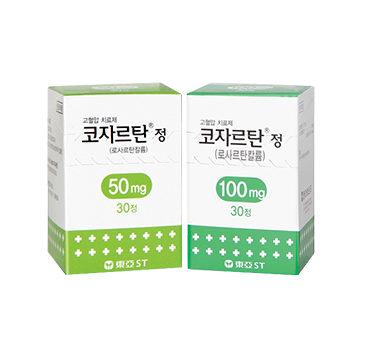 고혈압 치료제
코자르탄® 정
(로사르탄칼륨)
50mg
30정
東亞 ST
고혈압 치료제
코자르탄® 정
(로사르탄칼륨)
100mg
30정
東亞 ST